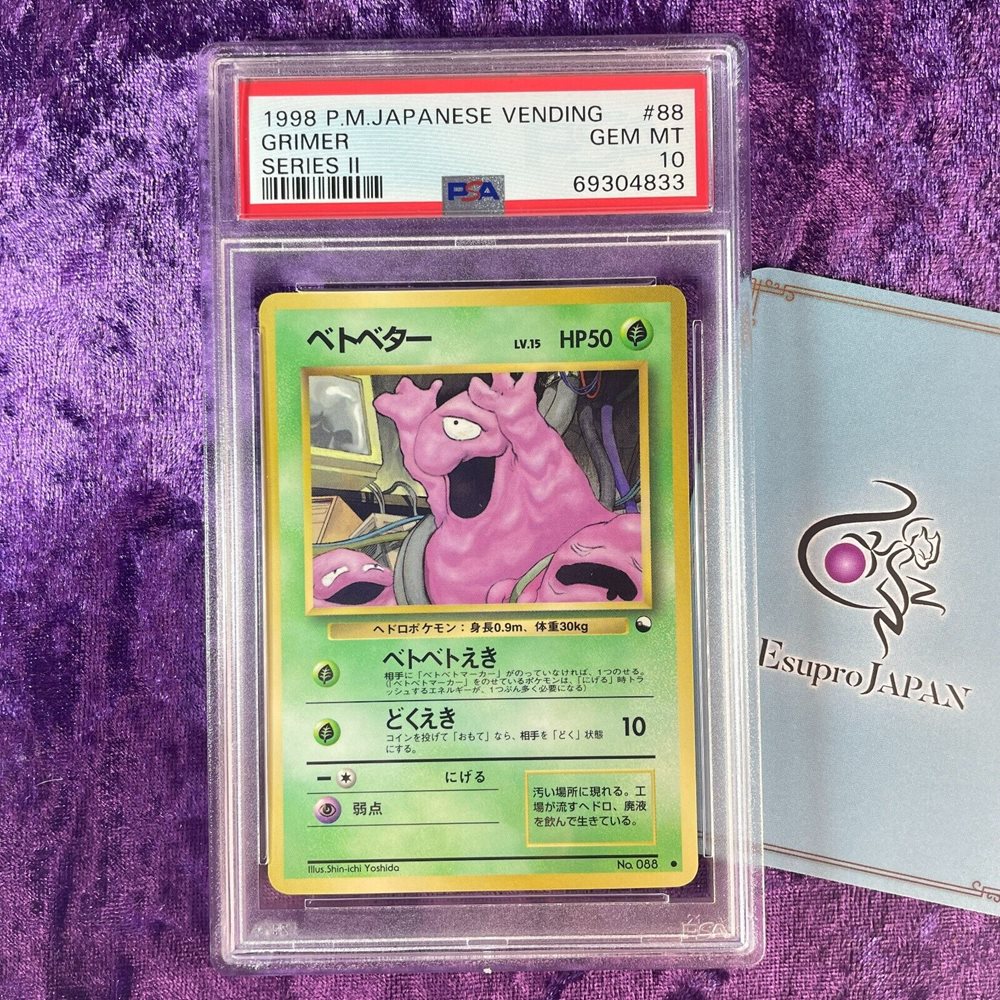 1998 P.M.JAPANESE VENDING #88
GRIMER GEM MT
SERIES II 10
PSA 69304833
ベトベター LV.15 HP50
ヘドロポケモン：身長0.9m、体重30kg
ベトベトえき
相手に「ベトベトマーカー」がのっていなければ、1つのせる。
（「ベトベトマーカー」をのせているポケモンは、「にげる」時トラ
ッシュするエネルギーが、1つぶん多く必要になる）
どくえき 10
コインを投げて「おもて」なら、相手を「どく」状態
にする。
にげる
弱点
汚い場所に現れる。工
場が流すヘドロ、廃液
を飲んで生きている。
Illus.Shin-ichi Yoshida No. 088
PSA
EsuproJAPAN